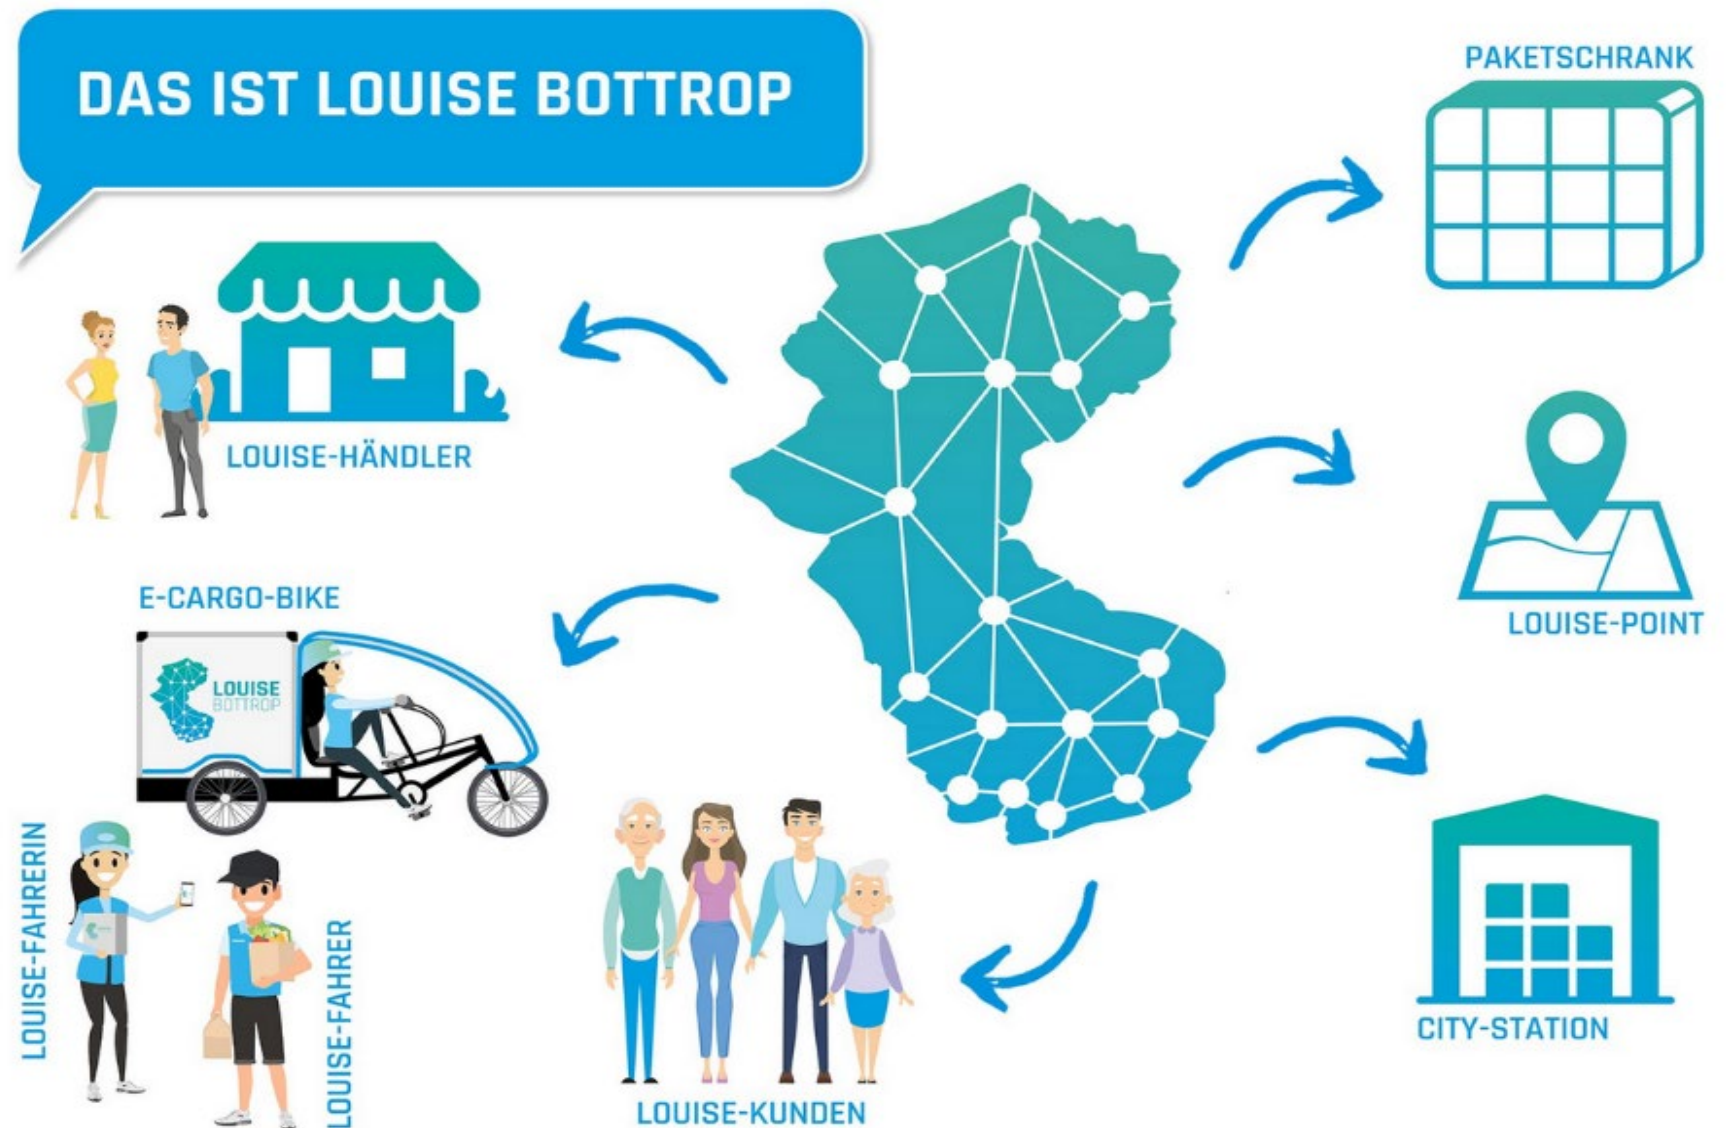 DAS IST LOUISE BOTTROP
PAKETSCHRANK
LOUISE-HÄNDLER
LOUISE-POINT
E-CARGO-BIKE
LOUISE
BOTTROP
CITY-STATION
LOUISE-FAHRERIN
LOUISE-FAHRER
LOUISE-KUNDEN